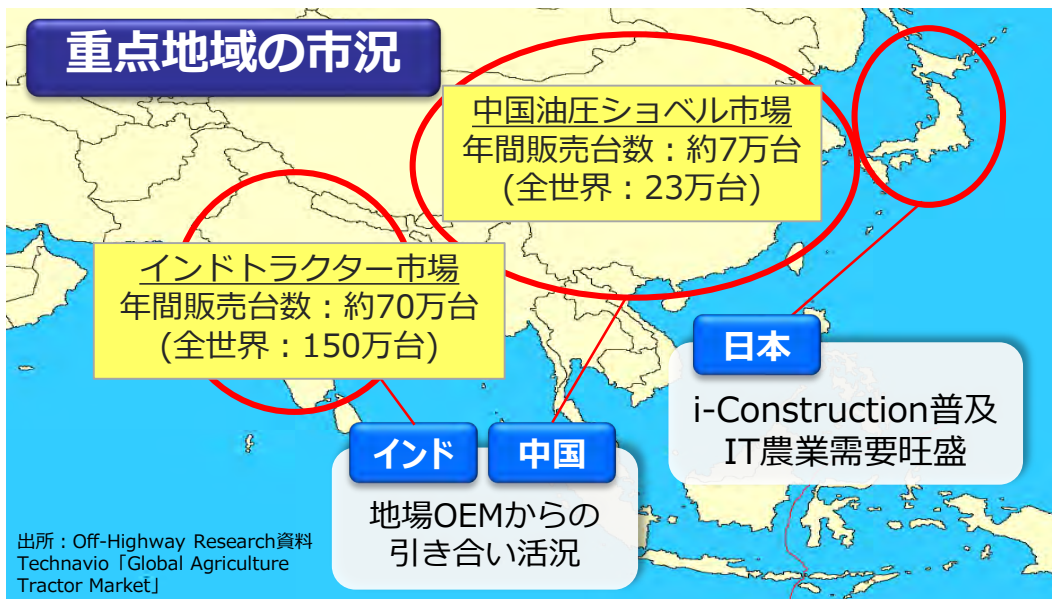 重点地域の市況
中国油圧ショベル市場
年間販売台数：約7万台
(全世界：23万台)
インドトラクター市場
年間販売台数：約70万台
(全世界：150万台)
日本
i-Construction普及
IT農業需要旺盛
インド
中国
地場OEMからの
引き合い活況
出所：Off-Highway Research資料
Technavio「Global Agriculture
Tractor Market」